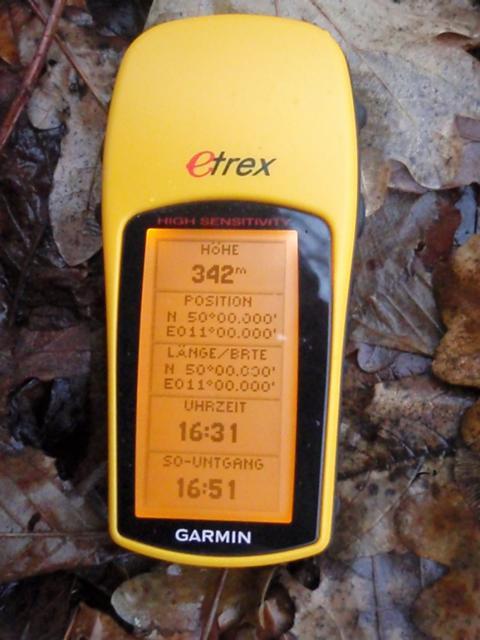 etrex
HIGH SENSITIVITY
HÖHE
342m
POSITION
N 50°00.000'
E011°00.000'
LÄNGE/BRTE
N 50°00.000'
E011°00.000'
UHRZEIT
16:31
SO-UNTGANG
16:51
GARMIN